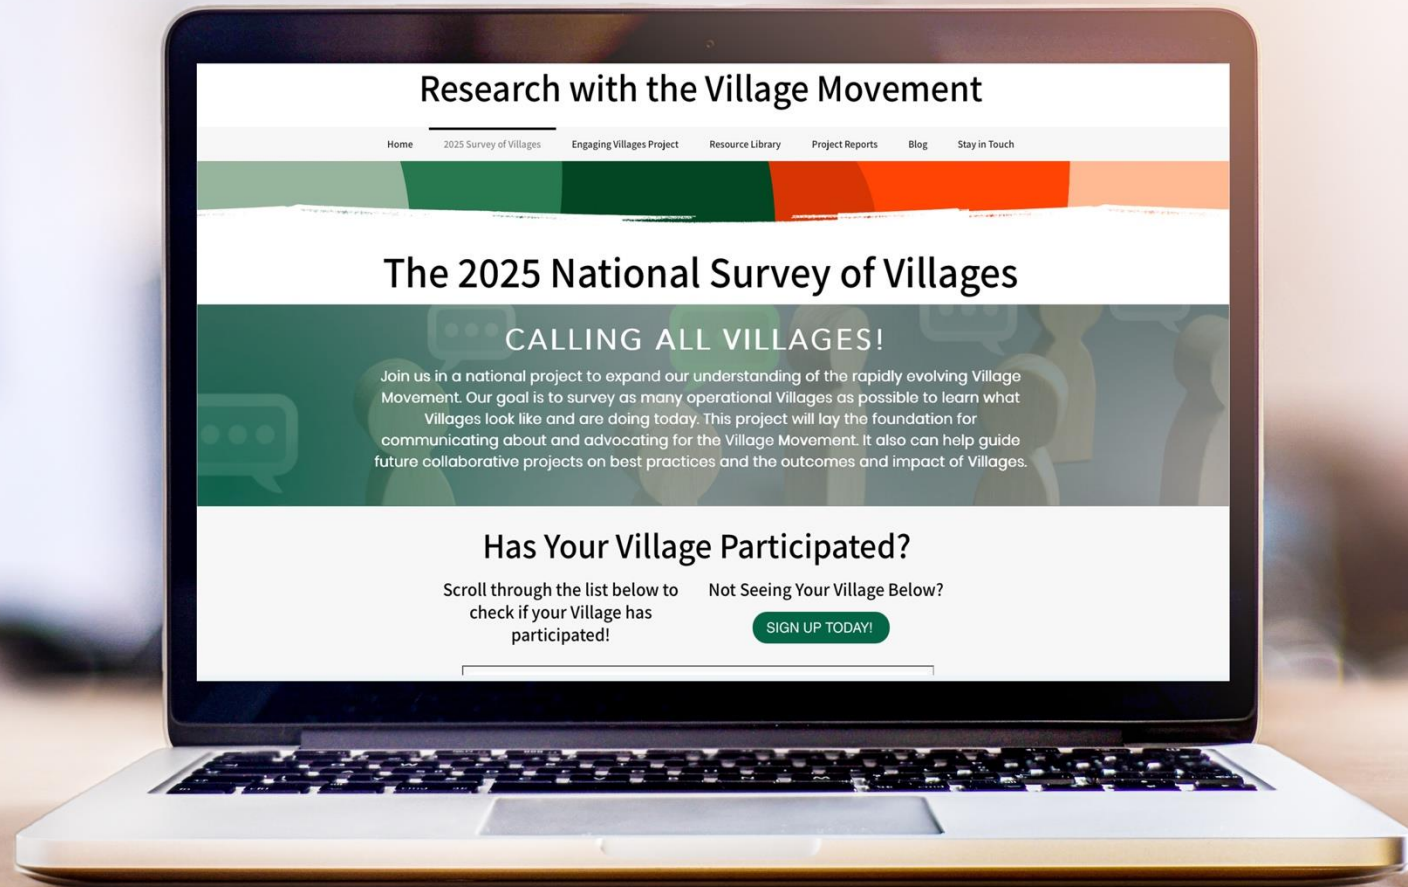 Research with the Village Movement
Home 2025 Survey of Villages Engaging Villages Project Resource Library Project Reports Blog Stay in Touch
The 2025 National Survey of Villages
CALLING ALL VILLAGES!
Join us in a national project to expand our understanding of the rapidly evolving Village
Movement. Our goal is to survey as many operational Villages as possible to learn what
Villages look like and are doing today. This project will lay the foundation for
communicating about and advocating for the Village Movement. It also can help guide
future collaborative projects on best practices and the outcomes and impact of Villages.
Has Your Village Participated?
Scroll through the list below to
check if your Village has
participated!
Not Seeing Your Village Below?
SIGN UP TODAY!